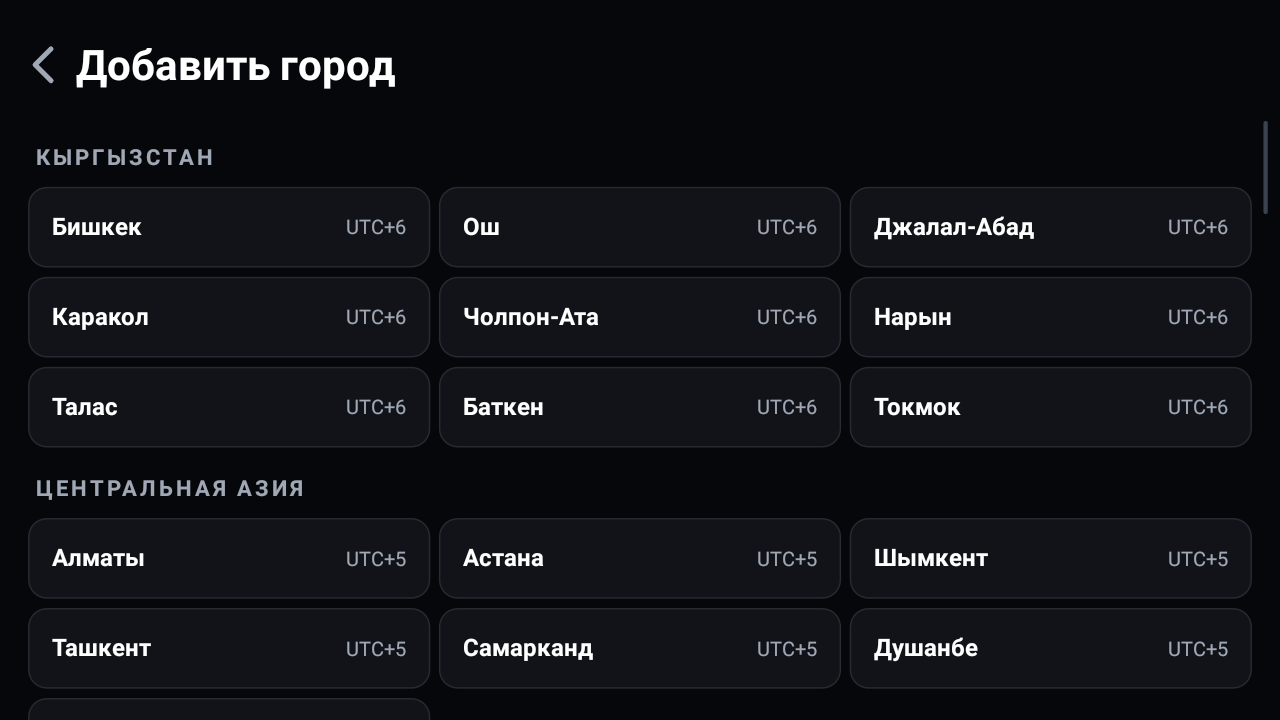 Добавить город
КЫРГЫЗСТАН
Бишкек UTC+6 Ош UTC+6 Джалал-Абад UTC+6
Каракол UTC+6 Чолпон-Ата UTC+6 Нарын UTC+6
Талас UTC+6 Баткен UTC+6 Токмок UTC+6
ЦЕНТРАЛЬНАЯ АЗИЯ
Алматы UTC+5 Астана UTC+5 Шымкент UTC+5
Ташкент UTC+5 Самарканд UTC+5 Душанбе UTC+5